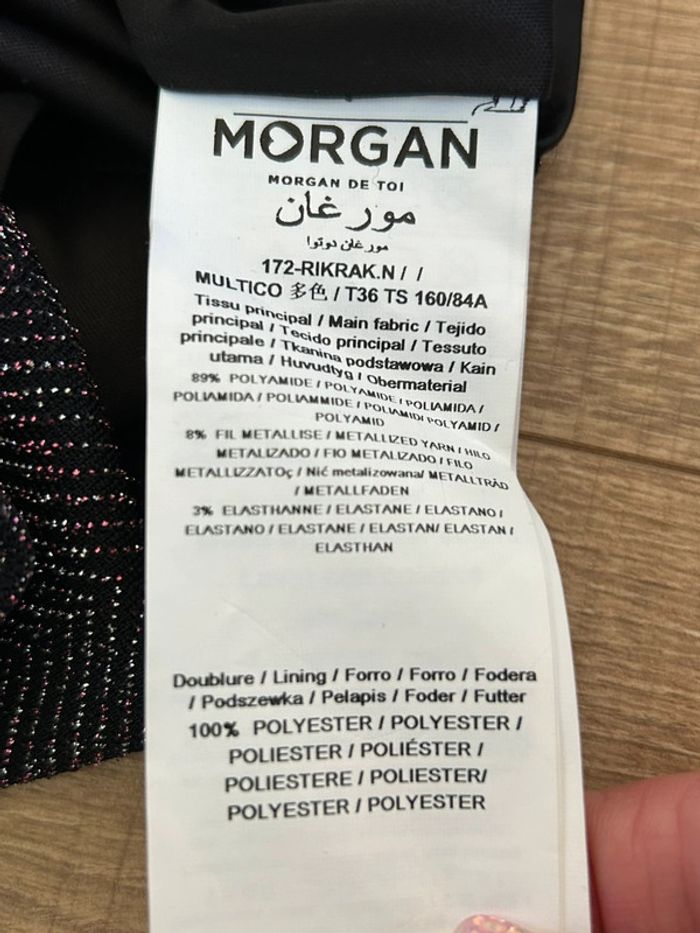 MORGAN
MORGAN DE TOI
مورغان
مورغان دوتوا
172-RIKRAK.N / /
MULTICO 多色 / T36 TS 160/84A
Tissu principal / Main fabric / Tejido
principal / Tecido principal / Tessuto
principale / Tkanina podstawowa / Kain
utama / Huvudtyg / Obermaterial
89% POLYAMIDE / POLYAMIDE / POLIAMIDA /
POLIAMIDA / POLIAMMIDE / POLIAMID/ POLYAMID /
POLYAMID
8% FIL METALLISE / METALLIZED YARN / HILO
METALIZADO / FIO METALIZADO / FILO
METALLIZZATOç / Nić metalizowana/ METALLTRÅD
/ METALLFADEN
3% ELASTHANNE / ELASTANE / ELASTANO /
ELASTANO / ELASTANE / ELASTAN/ ELASTAN /
ELASTHAN
Doublure / Lining / Forro / Forro / Fodera
/ Podszewka / Pelapis / Foder / Futter
100% POLYESTER / POLYESTER /
POLIESTER / POLIÉSTER /
POLIESTERE / POLIESTER/
POLYESTER / POLYESTER